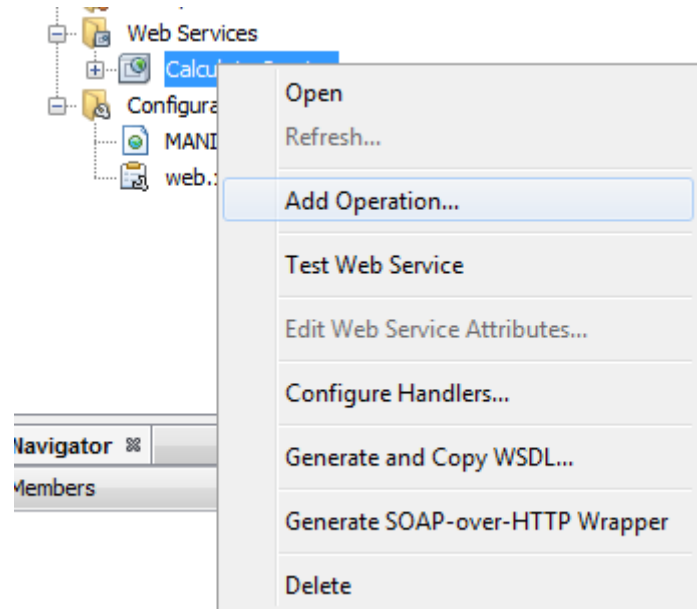 Web Services
Open
Refresh...
Add Operation...
Test Web Service
Edit Web Service Attributes...
Configure Handlers...
Generate and Copy WSDL...
Generate SOAP-over-HTTP Wrapper
Delete
Navigator
Members